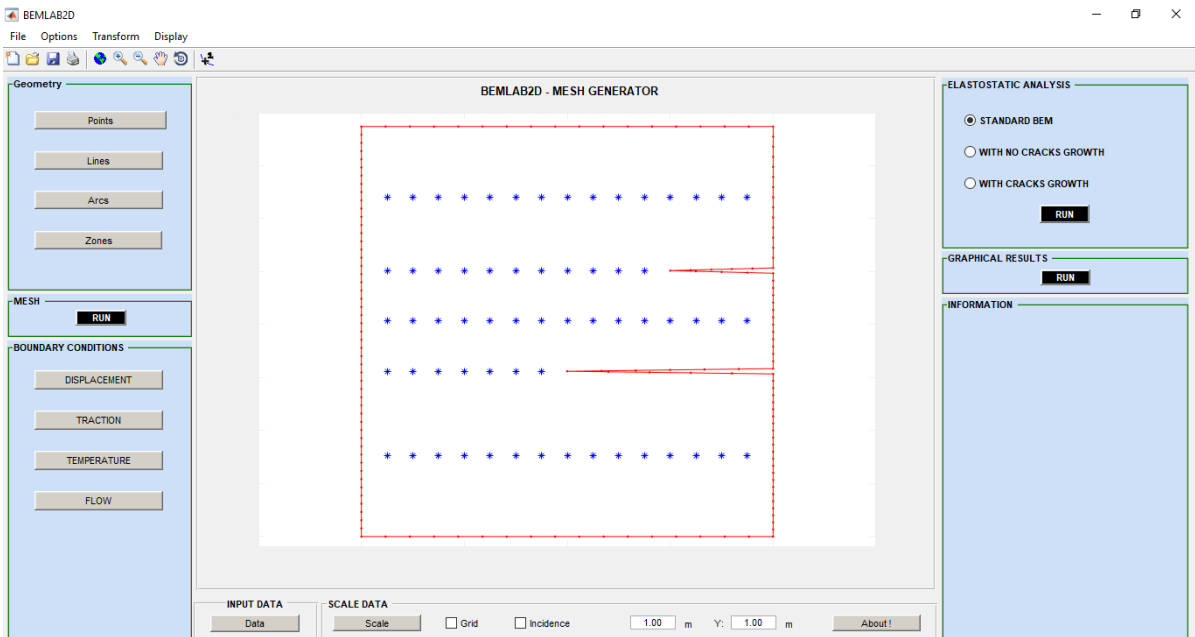 BEMLAB2D
File Options Transform Display
Geometry
Points
Lines
Arcs
Zones
MESH
RUN
BOUNDARY CONDITIONS
DISPLACEMENT
TRACTION
TEMPERATURE
FLOW
BEMLAB2D - MESH GENERATOR
INPUT DATA
Data
SCALE DATA
Scale
Grid
Incidence
1.00 m Y: 1.00 m
About !
ELASTOSTATIC ANALYSIS
STANDARD BEM
WITH NO CRACKS GROWTH
WITH CRACKS GROWTH
RUN
GRAPHICAL RESULTS
RUN
INFORMATION